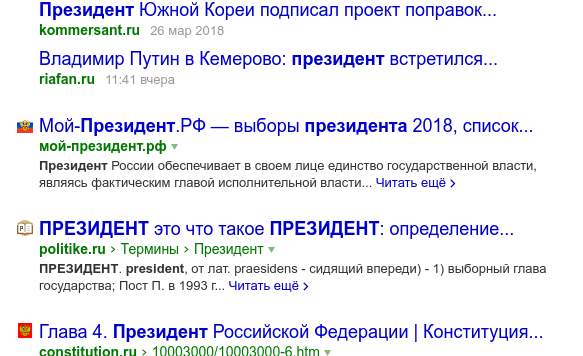 Президент Южной Кореи подписал проект поправок...
kommersant.ru 26 мар 2018
Владимир Путин в Кемерово: президент встретился...
riafan.ru 11:41 вчера
Мой-Президент.РФ — выборы президента 2018, список...
мой-президент.рф
Президент России обеспечивает в своем лице единство государственной власти,
являясь фактическим главой исполнительной власти... Читать ещё >
ПРЕЗИДЕНТ это что такое ПРЕЗИДЕНТ: определение...
politike.ru > Термины > Президент
ПРЕЗИДЕНТ. president, от лат. praesidens - сидящий впереди) - 1) выборный глава
государства; Пост П. в 1993 г... Читать ещё >
Глава 4. Президент Российской Федерации | Конституция...
constitution.ru > 10003000/10003000-6.htm